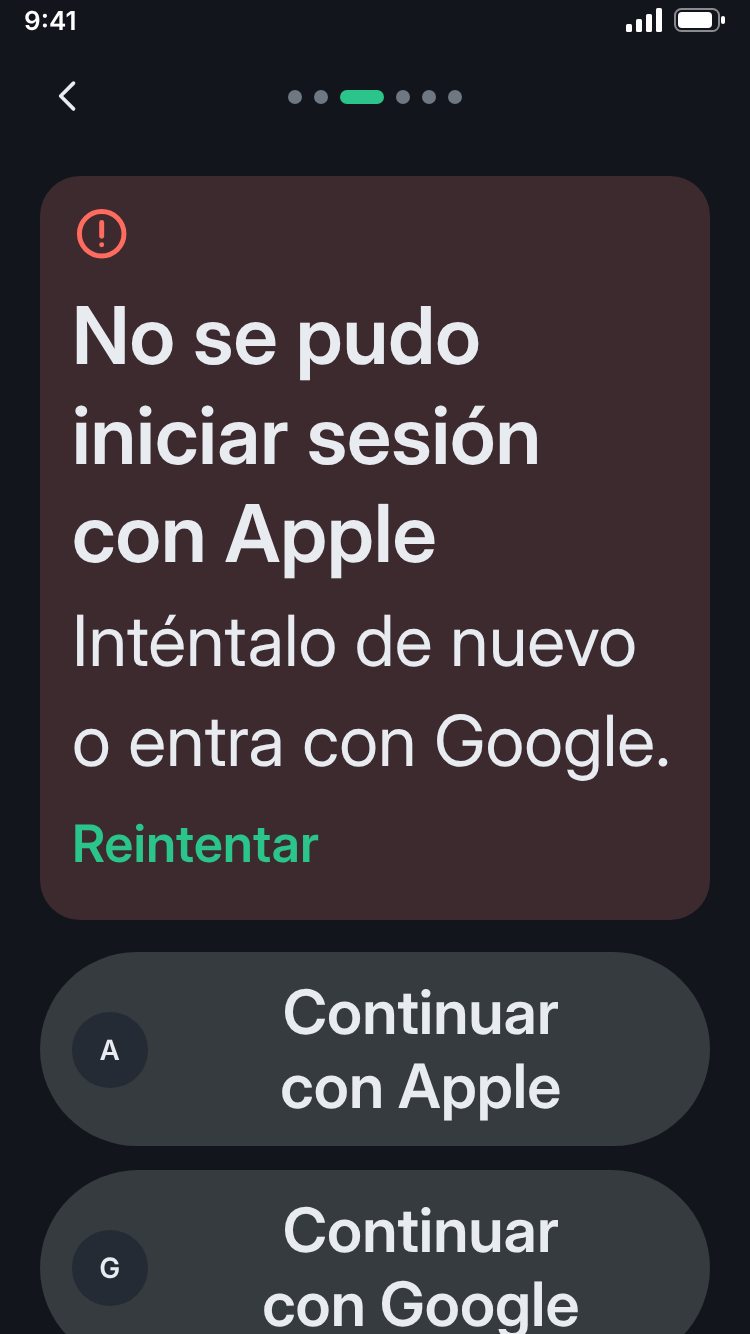 9:41
No se pudo
iniciar sesión
con Apple
Inténtalo de nuevo
o entra con Google.
Reintentar
A
Continuar
con Apple
G
Continuar
con Google